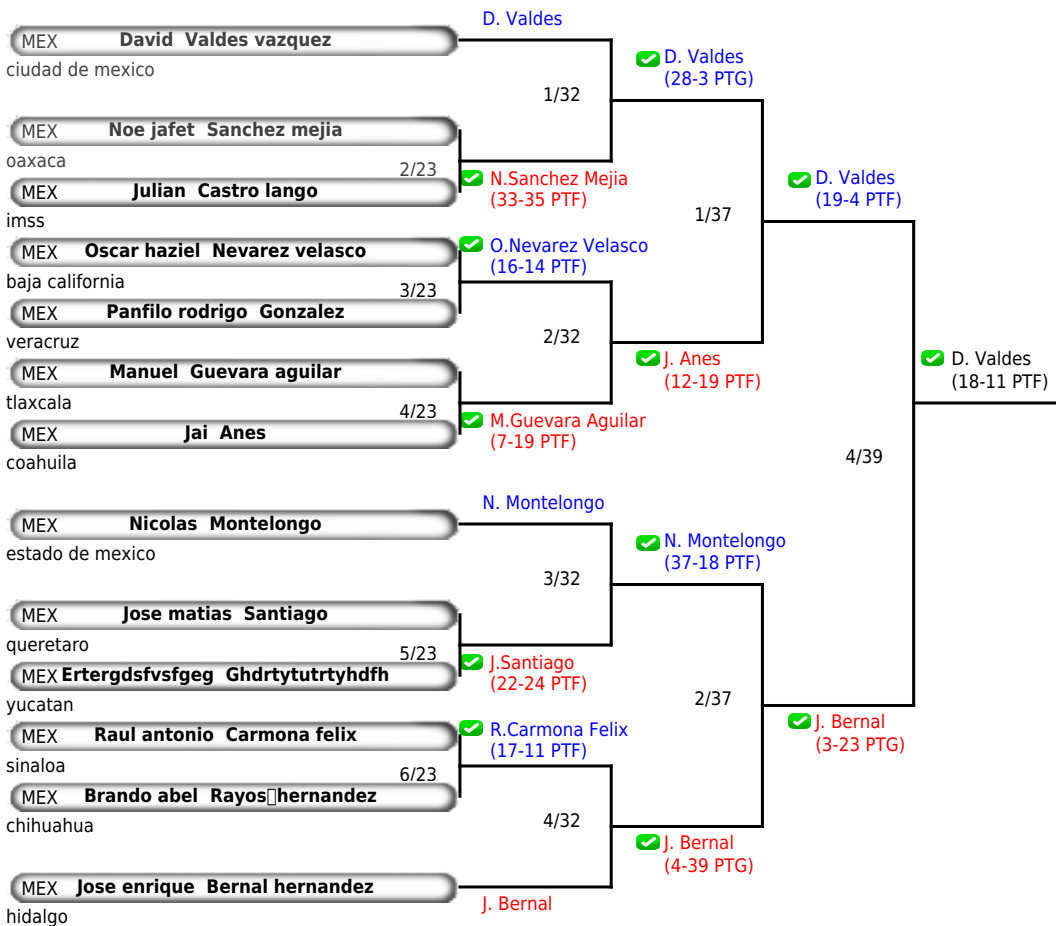 D. Valdes
MEX David Valdes vazquez
ciudad de mexico
D. Valdes
(28-3 PTG)
1/32
MEX Noe jafet Sanchez mejia
oaxaca
2/23
N.Sanchez Mejia
(33-35 PTF)
MEX Julian Castro lango
imss
D. Valdes
(19-4 PTF)
1/37
MEX Oscar haziel Nevarez velasco
baja california
O.Nevarez Velasco
(16-14 PTF)
3/23
MEX Panfilo rodrigo Gonzalez
veracruz
2/32
J. Anes
(12-19 PTF)
D. Valdes
(18-11 PTF)
MEX Manuel Guevara aguilar
tlaxcala
4/23
M.Guevara Aguilar
(7-19 PTF)
MEX Jai Anes
coahuila
4/39
N. Montelongo
MEX Nicolas Montelongo
estado de mexico
N. Montelongo
(37-18 PTF)
3/32
MEX Jose matias Santiago
queretaro
5/23
J.Santiago
(22-24 PTF)
MEX Ertergdsfvsfgeg Ghdrtytutrtyhdfh
yucatan
2/37
J. Bernal
(3-23 PTG)
MEX Raul antonio Carmona felix
sinaloa
R.Carmona Felix
(17-11 PTF)
6/23
MEX Brando abel Rayos▯hernandez
chihuahua
4/32
J. Bernal
(4-39 PTG)
MEX Jose enrique Bernal hernandez
hidalgo
J. Bernal